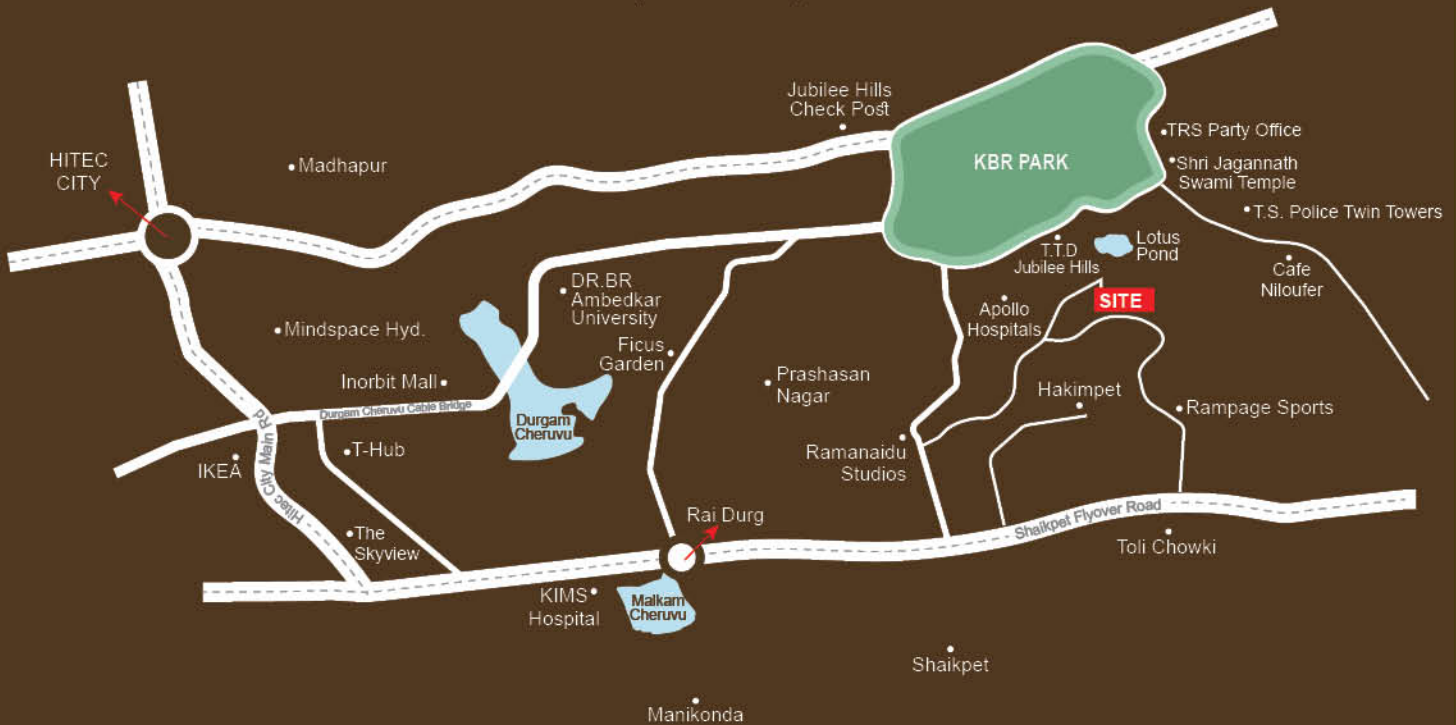 Jubilee Hills
Check Post
HITEC
CITY
Madhapur
KBR PARK
TRS Party Office
Shri Jagannath
Swami Temple
T.S. Police Twin Towers
T.T.D
Jubilee Hills
Lotus
Pond
Cafe
Niloufer
SITE
Apollo
Hospitals
DR.BR
Ambedkar
University
Mindspace Hyd.
Ficus
Garden
Inorbit Mall
Durgam Cheruvu Cable Bridge
Durgam
Cheruvu
Prashasan
Nagar
Hakimpet
Rampage Sports
Ramanaidu
Studios
T-Hub
IKEA
Hitec City Main Rd
The
Skyview
Rai Durg
Shaikpet Flyover Road
Toli Chowki
KIMS
Hospital
Malkam
Cheruvu
Shaikpet
Manikonda